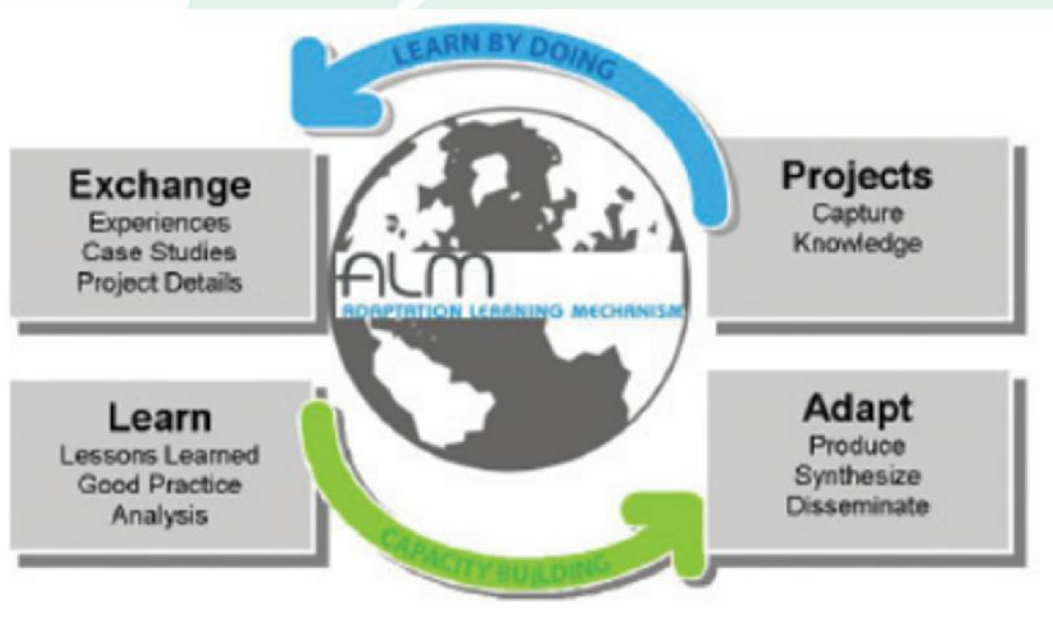 LEARN BY DOING
Exchange
Experiences
Case Studies
Project Details
Projects
Capture
Knowledge
ALM
ADAPTATION LEARNING MECHANISM
Learn
Lessons Learned
Good Practice
Analysis
Adapt
Produce
Synthesize
Disseminate
CAPACITY BUILDING